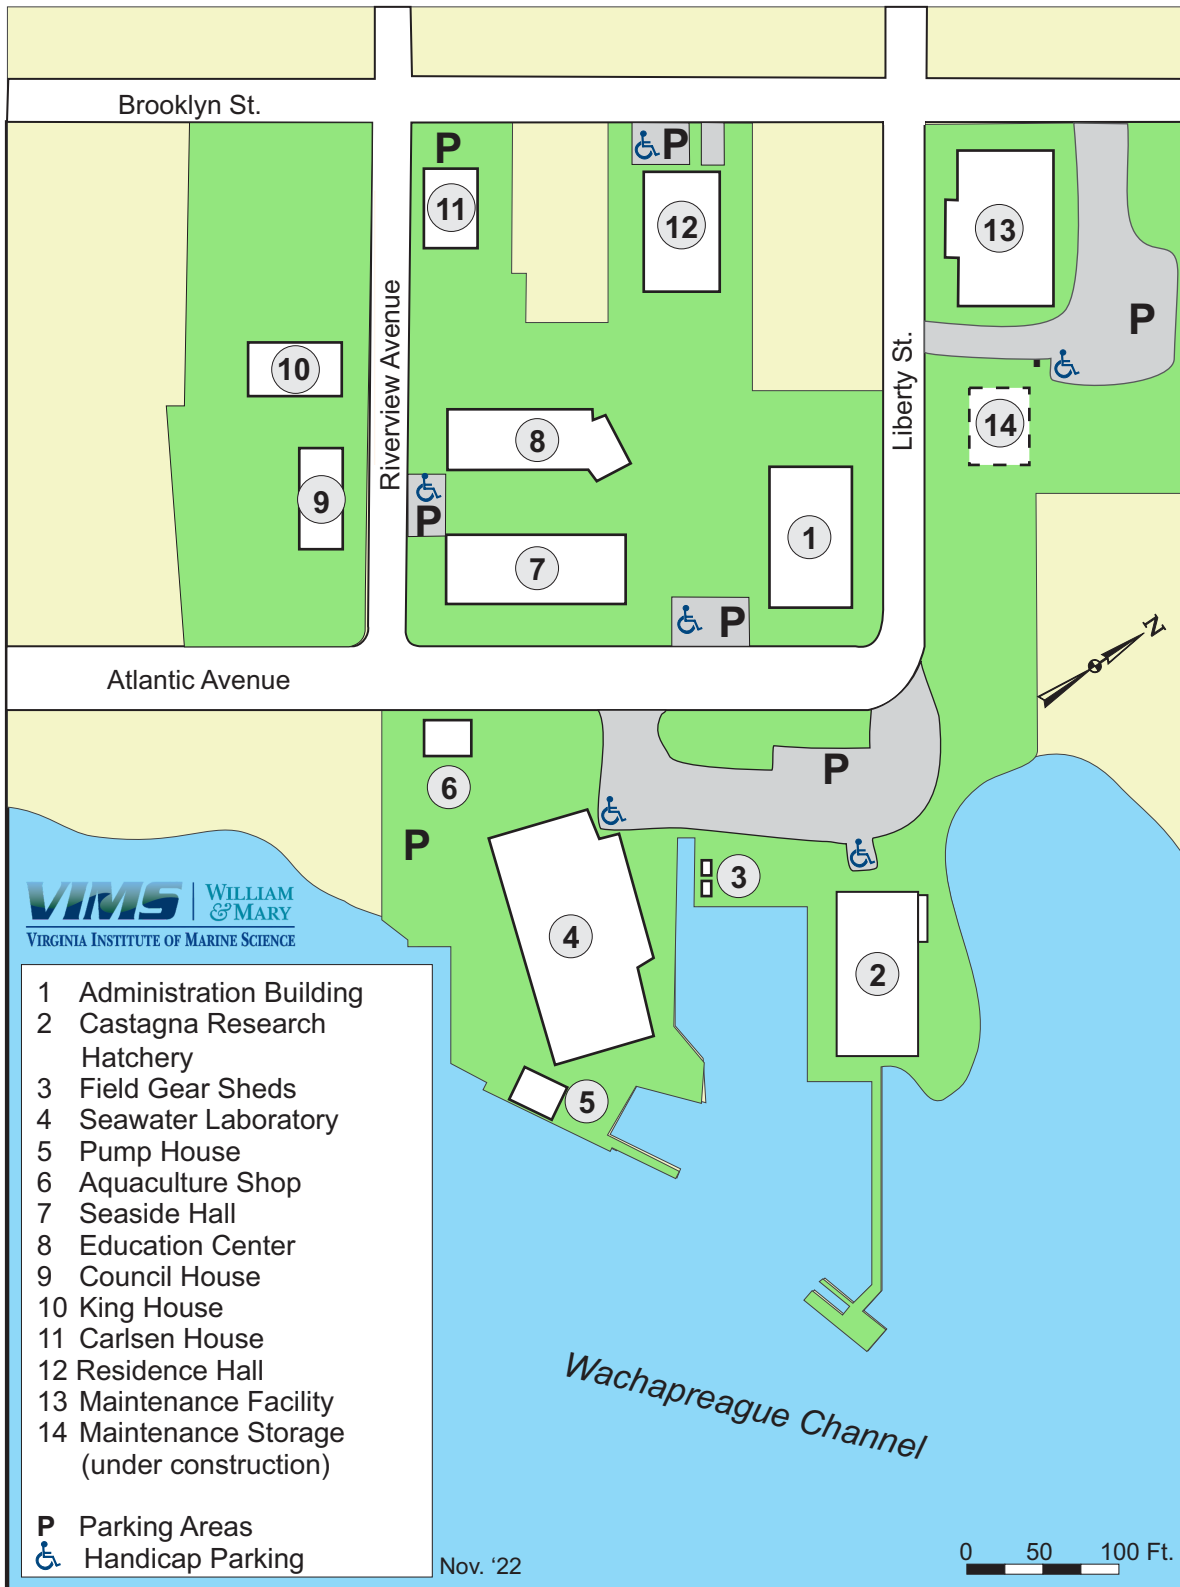 Brooklyn St.
P
P
11
12
13
P
Riverview Avenue
Liberty St.
10
8
14
9
P
7
1
P
N
Atlantic Avenue
6
P
P
3
4
2
5
VIMS
WILLIAM
& MARY
VIRGINIA INSTITUTE OF MARINE SCIENCE
1 Administration Building
2 Castagna Research
Hatchery
3 Field Gear Sheds
4 Seawater Laboratory
5 Pump House
6 Aquaculture Shop
7 Seaside Hall
8 Education Center
9 Council House
10 King House
11 Carlsen House
12 Residence Hall
13 Maintenance Facility
14 Maintenance Storage
(under construction)
P Parking Areas
Handicap Parking
Wachapreague Channel
Nov. ‘22
0 50 100 Ft.